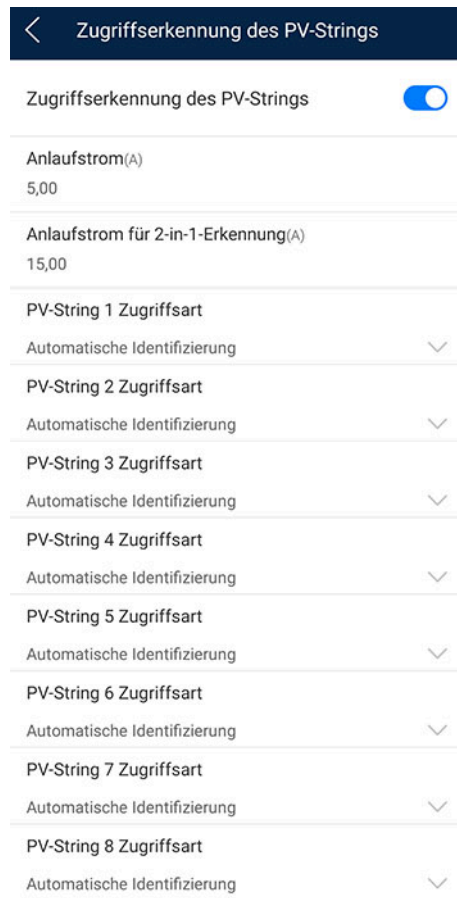 Zugriffserkennung des PV-Strings
Zugriffserkennung des PV-Strings
Anlaufstrom(A)
5,00
Anlaufstrom für 2-in-1-Erkennung(A)
15,00
PV-String 1 Zugriffsart
Automatische Identifizierung
PV-String 2 Zugriffsart
Automatische Identifizierung
PV-String 3 Zugriffsart
Automatische Identifizierung
PV-String 4 Zugriffsart
Automatische Identifizierung
PV-String 5 Zugriffsart
Automatische Identifizierung
PV-String 6 Zugriffsart
Automatische Identifizierung
PV-String 7 Zugriffsart
Automatische Identifizierung
PV-String 8 Zugriffsart
Automatische Identifizierung